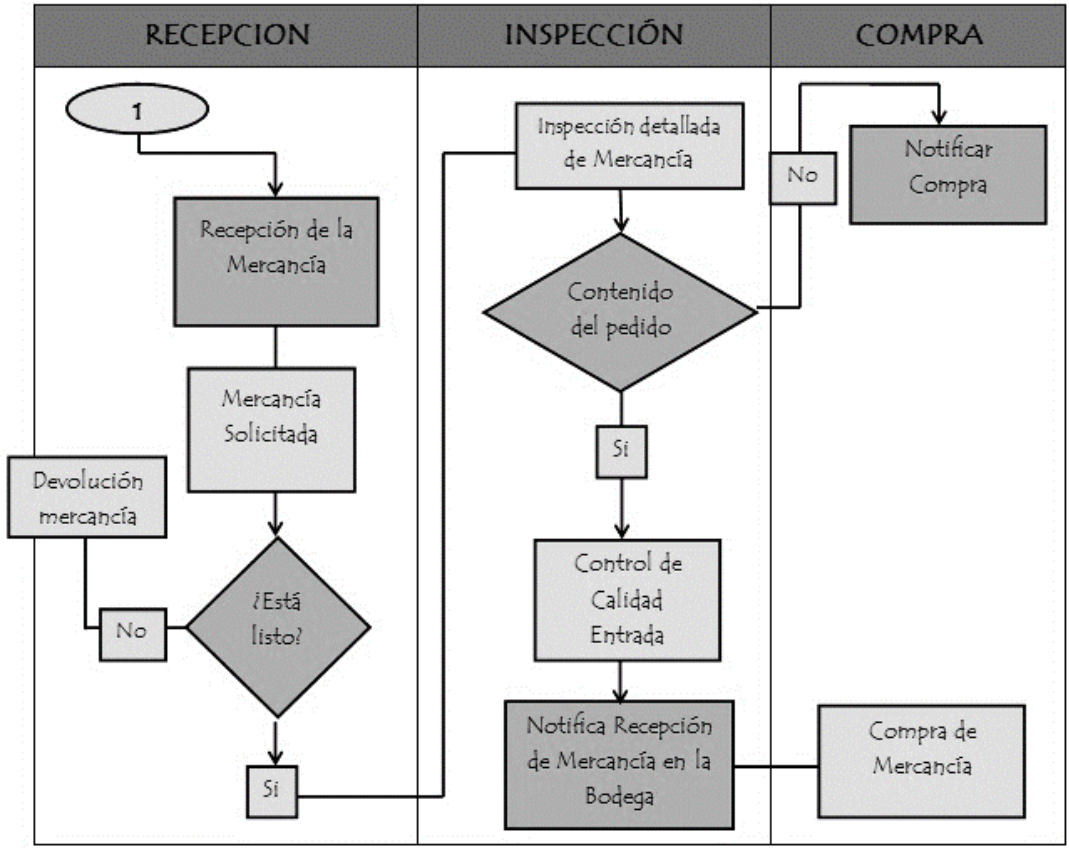 RECEPCION
INSPECCIÓN
COMPRA
1
Recepción de la
Mercancía
Mercancía
Solicitada
Devolución
mercancía
¿Está
listo?
No
Si
Inspección detallada
de Mercancía
Contenido
del pedido
Si
Control de
Calidad
Entrada
Notifica Recepción
de Mercancía en la
Bodega
No
Notificar
Compra
Compra de
Mercancía